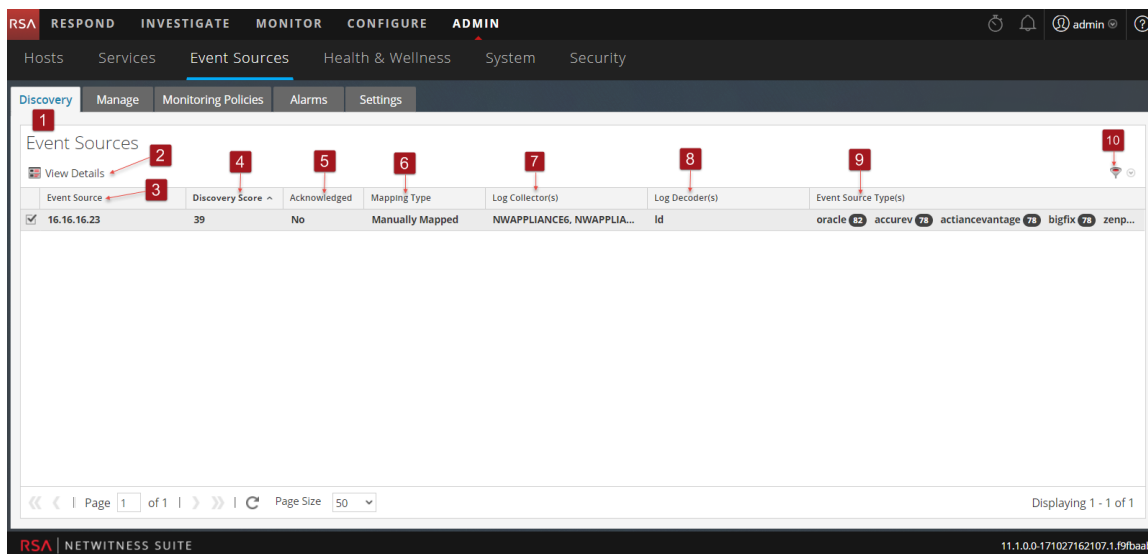 RSA RESPOND INVESTIGATE MONITOR CONFIGURE ADMIN admin ?
Hosts Services Event Sources Health & Wellness System Security
Discovery Manage Monitoring Policies Alarms Settings
1
Event Sources
10
2
View Details
3 4 5 6 7 8 9
Event Source Discovery Score Acknowledged Mapping Type Log Collector(s) Log Decoder(s) Event Source Type(s)
16.16.16.23 39 No Manually Mapped NWAPPLIANCE6, NWAPPLIA... ld oracle 82 accurev 78 actiancevantage 78 bigfix 78 zenp...
Page 1 of 1 Page Size 50 Displaying 1 - 1 of 1
RSA NETWITNESS SUITE 11.1.0.0-171027162107.1.f9fbaa